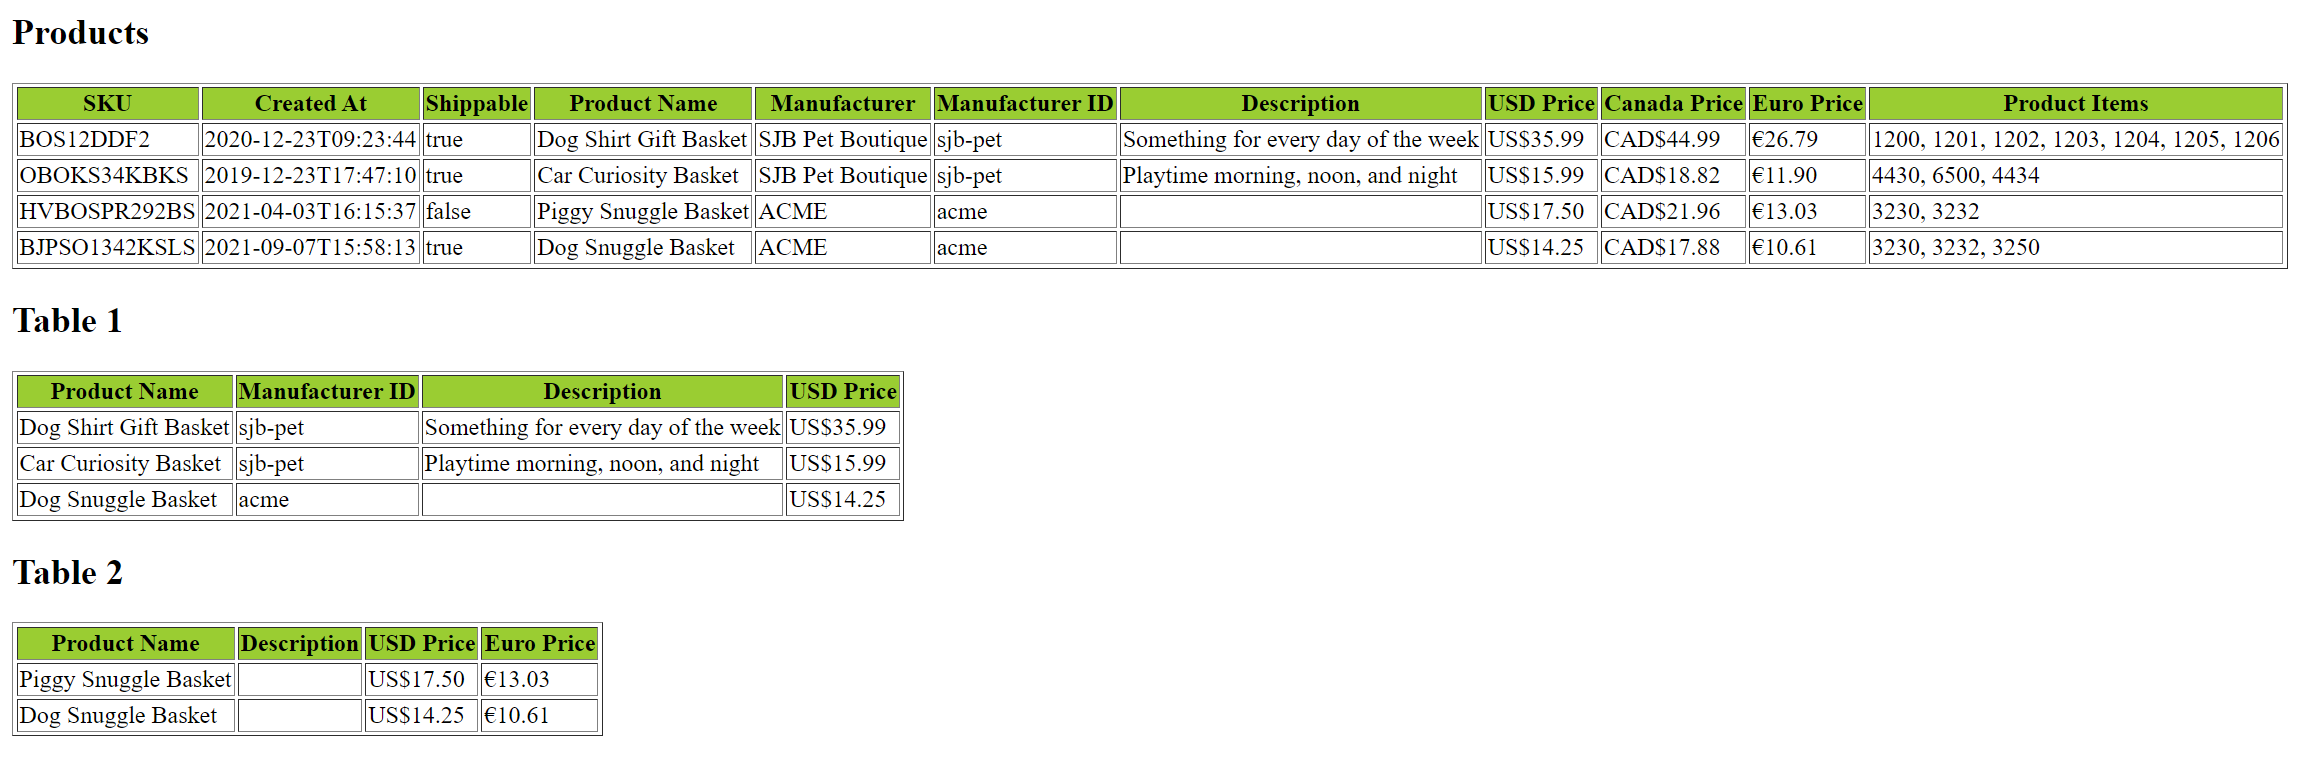 Products
SKU Created At Shippable Product Name Manufacturer Manufacturer ID Description USD Price Canada Price Euro Price Product Items
BOS12DDF2 2020-12-23T09:23:44 true Dog Shirt Gift Basket SJB Pet Boutique sjb-pet Something for every day of the week US$35.99 CAD$44.99 €26.79 1200, 1201, 1202, 1203, 1204, 1205, 1206
OBOKS34KBKS 2019-12-23T17:47:10 true Car Curiosity Basket SJB Pet Boutique sjb-pet Playtime morning, noon, and night US$15.99 CAD$18.82 €11.90 4430, 6500, 4434
HVBOSPR292BS 2021-04-03T16:15:37 false Piggy Snuggle Basket ACME acme US$17.50 CAD$21.96 €13.03 3230, 3232
BJPSO1342KSLS 2021-09-07T15:58:13 true Dog Snuggle Basket ACME acme US$14.25 CAD$17.88 €10.61 3230, 3232, 3250
Table 1
Product Name Manufacturer ID Description USD Price
Dog Shirt Gift Basket sjb-pet Something for every day of the week US$35.99
Car Curiosity Basket sjb-pet Playtime morning, noon, and night US$15.99
Dog Snuggle Basket acme US$14.25
Table 2
Product Name Description USD Price Euro Price
Piggy Snuggle Basket US$17.50 €13.03
Dog Snuggle Basket US$14.25 €10.61